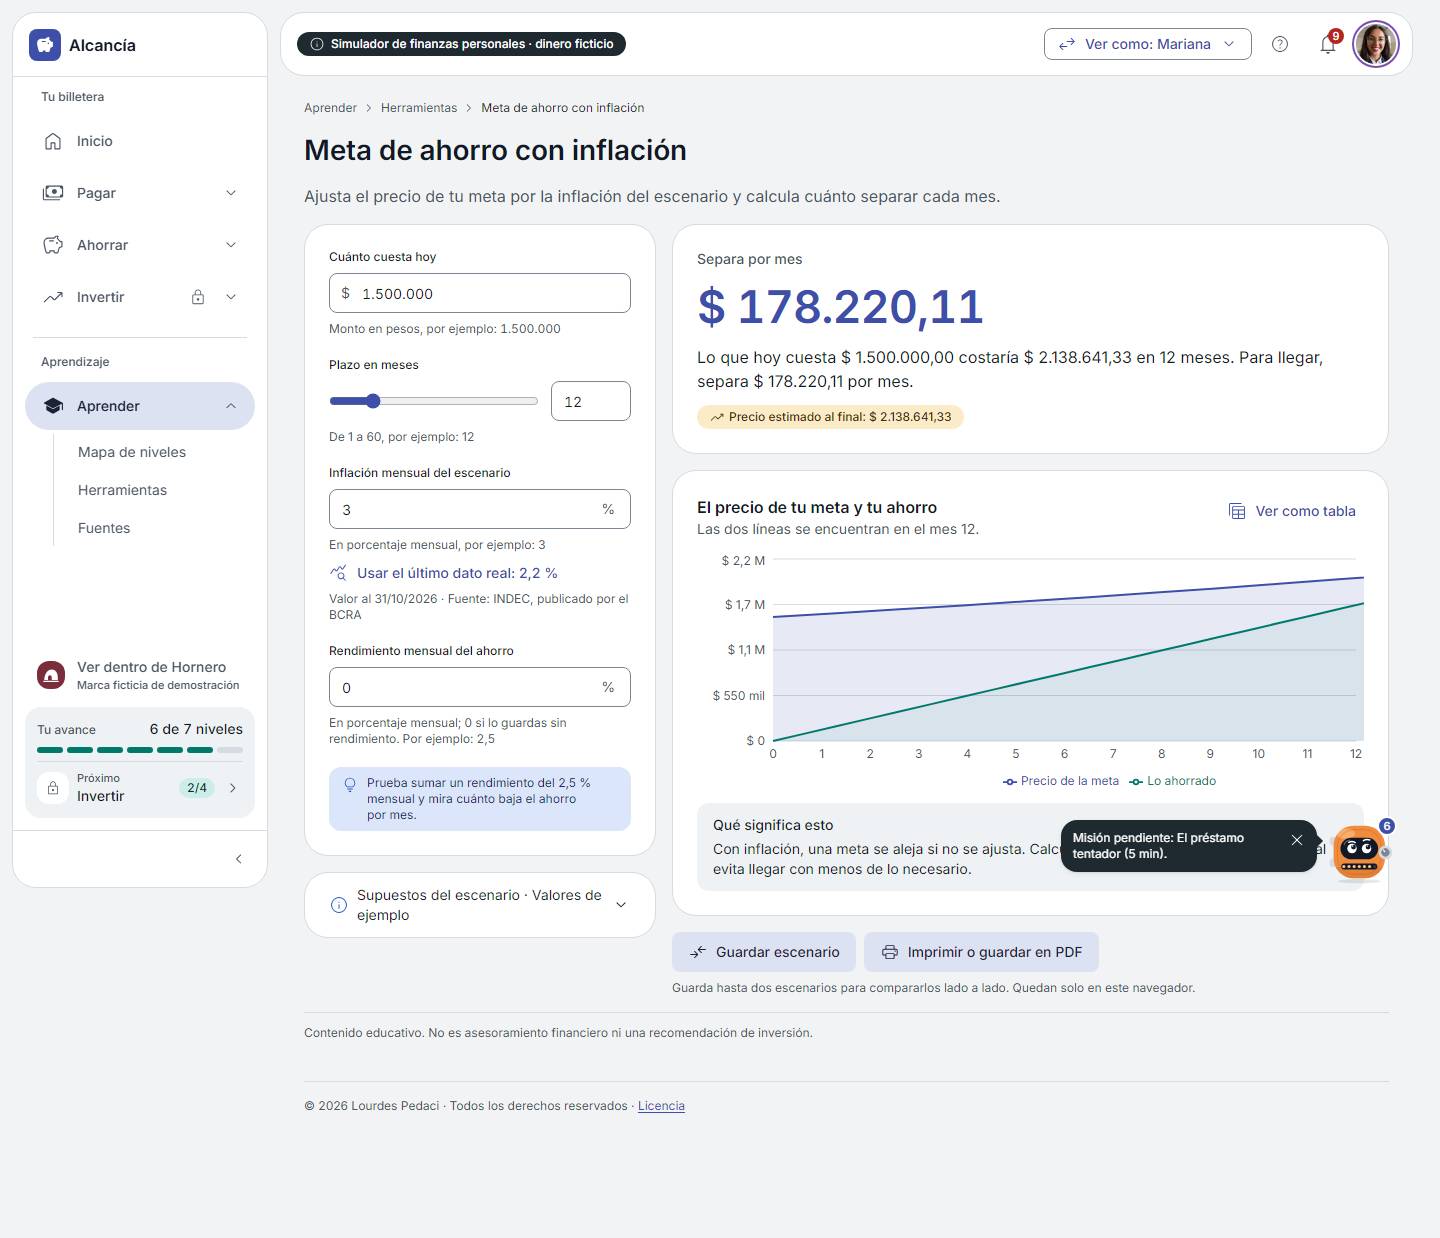 Alcancía
Simulador de finanzas personales · dinero ficticio
Ver como: Mariana
9
Tu billetera
Inicio
Pagar
Ahorrar
Invertir
Aprendizaje
Aprender
Mapa de niveles
Herramientas
Fuentes
Ver dentro de Hornero
Marca ficticia de demostración
Tu avance
6 de 7 niveles
Próximo
Invertir
2/4
Aprender
Herramientas
Meta de ahorro con inflación
Meta de ahorro con inflación
Ajusta el precio de tu meta por la inflación del escenario y calcula cuánto separar cada mes.
Cuánto cuesta hoy
$ 1.500.000
Monto en pesos, por ejemplo: 1.500.000
Plazo en meses
12
De 1 a 60, por ejemplo: 12
Inflación mensual del escenario
3 %
En porcentaje mensual, por ejemplo: 3
Usar el último dato real: 2,2 %
Valor al 31/10/2026 · Fuente: INDEC, publicado por el
BCRA
Rendimiento mensual del ahorro
0 %
En porcentaje mensual; 0 si lo guardas sin
rendimiento. Por ejemplo: 2,5
Prueba sumar un rendimiento del 2,5 %
mensual y mira cuánto baja el ahorro
por mes.
Supuestos del escenario · Valores de
ejemplo
Separa por mes
$ 178.220,11
Lo que hoy cuesta $ 1.500.000,00 costaría $ 2.138.641,33 en 12 meses. Para llegar,
separa $ 178.220,11 por mes.
Precio estimado al final: $ 2.138.641,33
El precio de tu meta y tu ahorro
Ver como tabla
Las dos líneas se encuentran en el mes 12.
$ 2,2 M
$ 1,7 M
$ 1,1 M
$ 550 mil
$ 0
0 1 2 3 4 5 6 7 8 9 10 11 12
Precio de la meta
Lo ahorrado
Qué significa esto
Con inflación, una meta se aleja si no se ajusta.
evita llegar con menos de lo necesario.
Misión pendiente: El préstamo
tentador (5 min).
6
Guardar escenario
Imprimir o guardar en PDF
Guarda hasta dos escenarios para compararlos lado a lado. Quedan solo en este navegador.
Contenido educativo. No es asesoramiento financiero ni una recomendación de inversión.
© 2026 Lourdes Pedaci · Todos los derechos reservados · Licencia